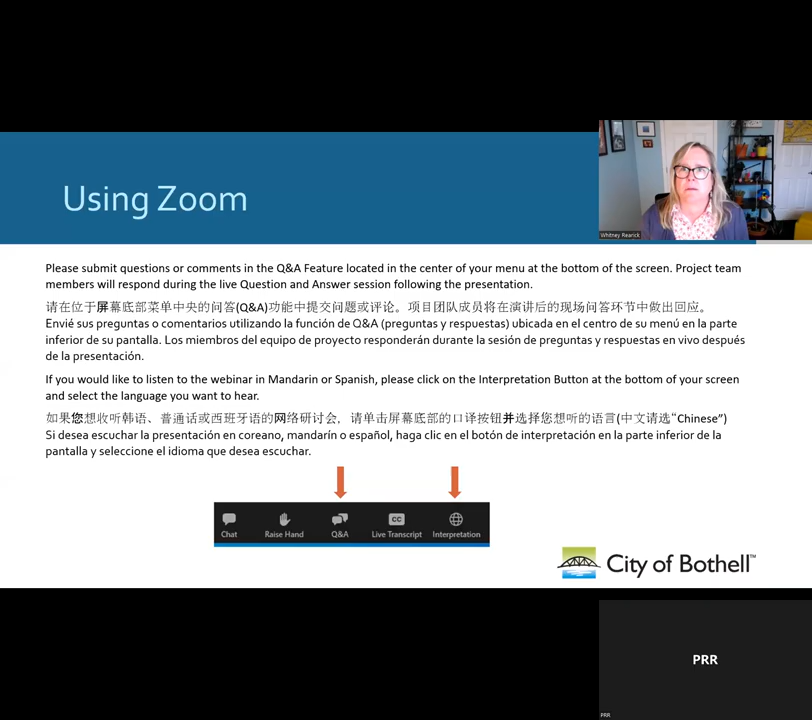 Using Zoom
Whitney Rearick
Please submit questions or comments in the Q&A Feature located in the center of your menu at the bottom of the screen. Project team
members will respond during the live Question and Answer session following the presentation.
请在位于屏幕底部菜单中央的问答(Q&A)功能中提交问题或评论。项目团队成员将在演讲后的现场问答环节中做出回应。
Envié sus preguntas o comentarios utilizando la función de Q&A (preguntas y respuestas) ubicada en el centro de su menú en la parte
inferior de su pantalla. Los miembros del equipo de proyecto responderán durante la sesión de preguntas y respuestas en vivo después
de la presentación.
If you would like to listen to the webinar in Mandarin or Spanish, please click on the Interpretation Button at the bottom of your screen
and select the language you want to hear.
如果您想收听韩语、普通话或西班牙语的网络研讨会，请单击屏幕底部的口译按钮并选择您想听的语言(中文请选“Chinese”)
Si desea escuchar la presentación en coreano, mandarín o español, haga clic en el botón de interpretación en la parte inferior de la
pantalla y seleccione el idioma que desea escuchar.
Chat Raise Hand Q&A CC Live Transcript Interpretation
City of Bothell™
PRR
PRR